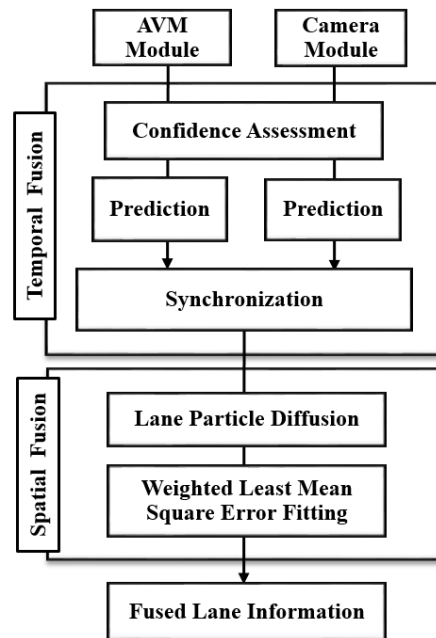 AVM
Module
Camera
Module
Temporal Fusion
Confidence Assessment
Prediction
Prediction
Synchronization
Spatial Fusion
Lane Particle Diffusion
Weighted Least Mean
Square Error Fitting
Fused Lane Information